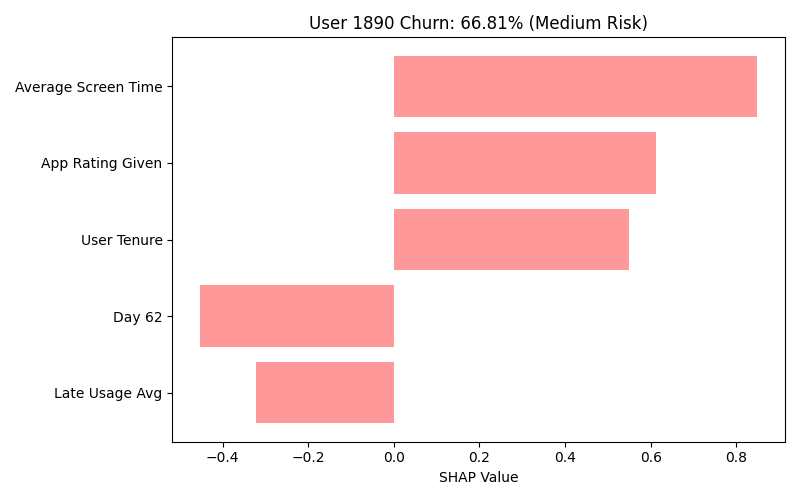 User 1890 Churn: 66.81% (Medium Risk)
Average Screen Time
App Rating Given
User Tenure
Day 62
Late Usage Avg
−0.4 −0.2 0.0 0.2 0.4 0.6 0.8
SHAP Value